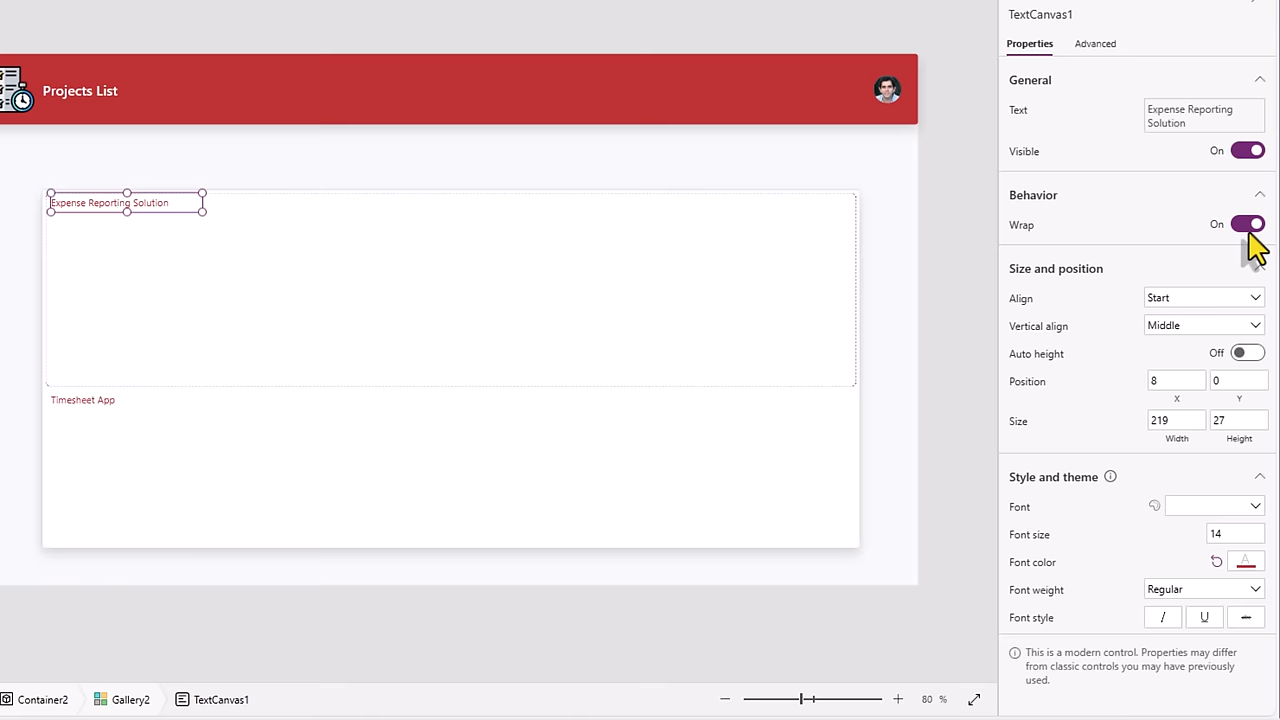 TextCanvas1
Properties Advanced
General
Text
Expense Reporting
Solution
Visible On
Behavior
Wrap On
Size and position
Align Start
Vertical align Middle
Auto height Off
Position 8 0
X Y
Size 219 27
Width Height
Style and theme
Font
Font size 14
Font color A
Font weight Regular
Font style / U
This is a modern control. Properties may differ
from classic controls you may have previously
used.
Projects List
Expense Reporting Solution
Timesheet App
Container2 Gallery2 TextCanvas1
80 %